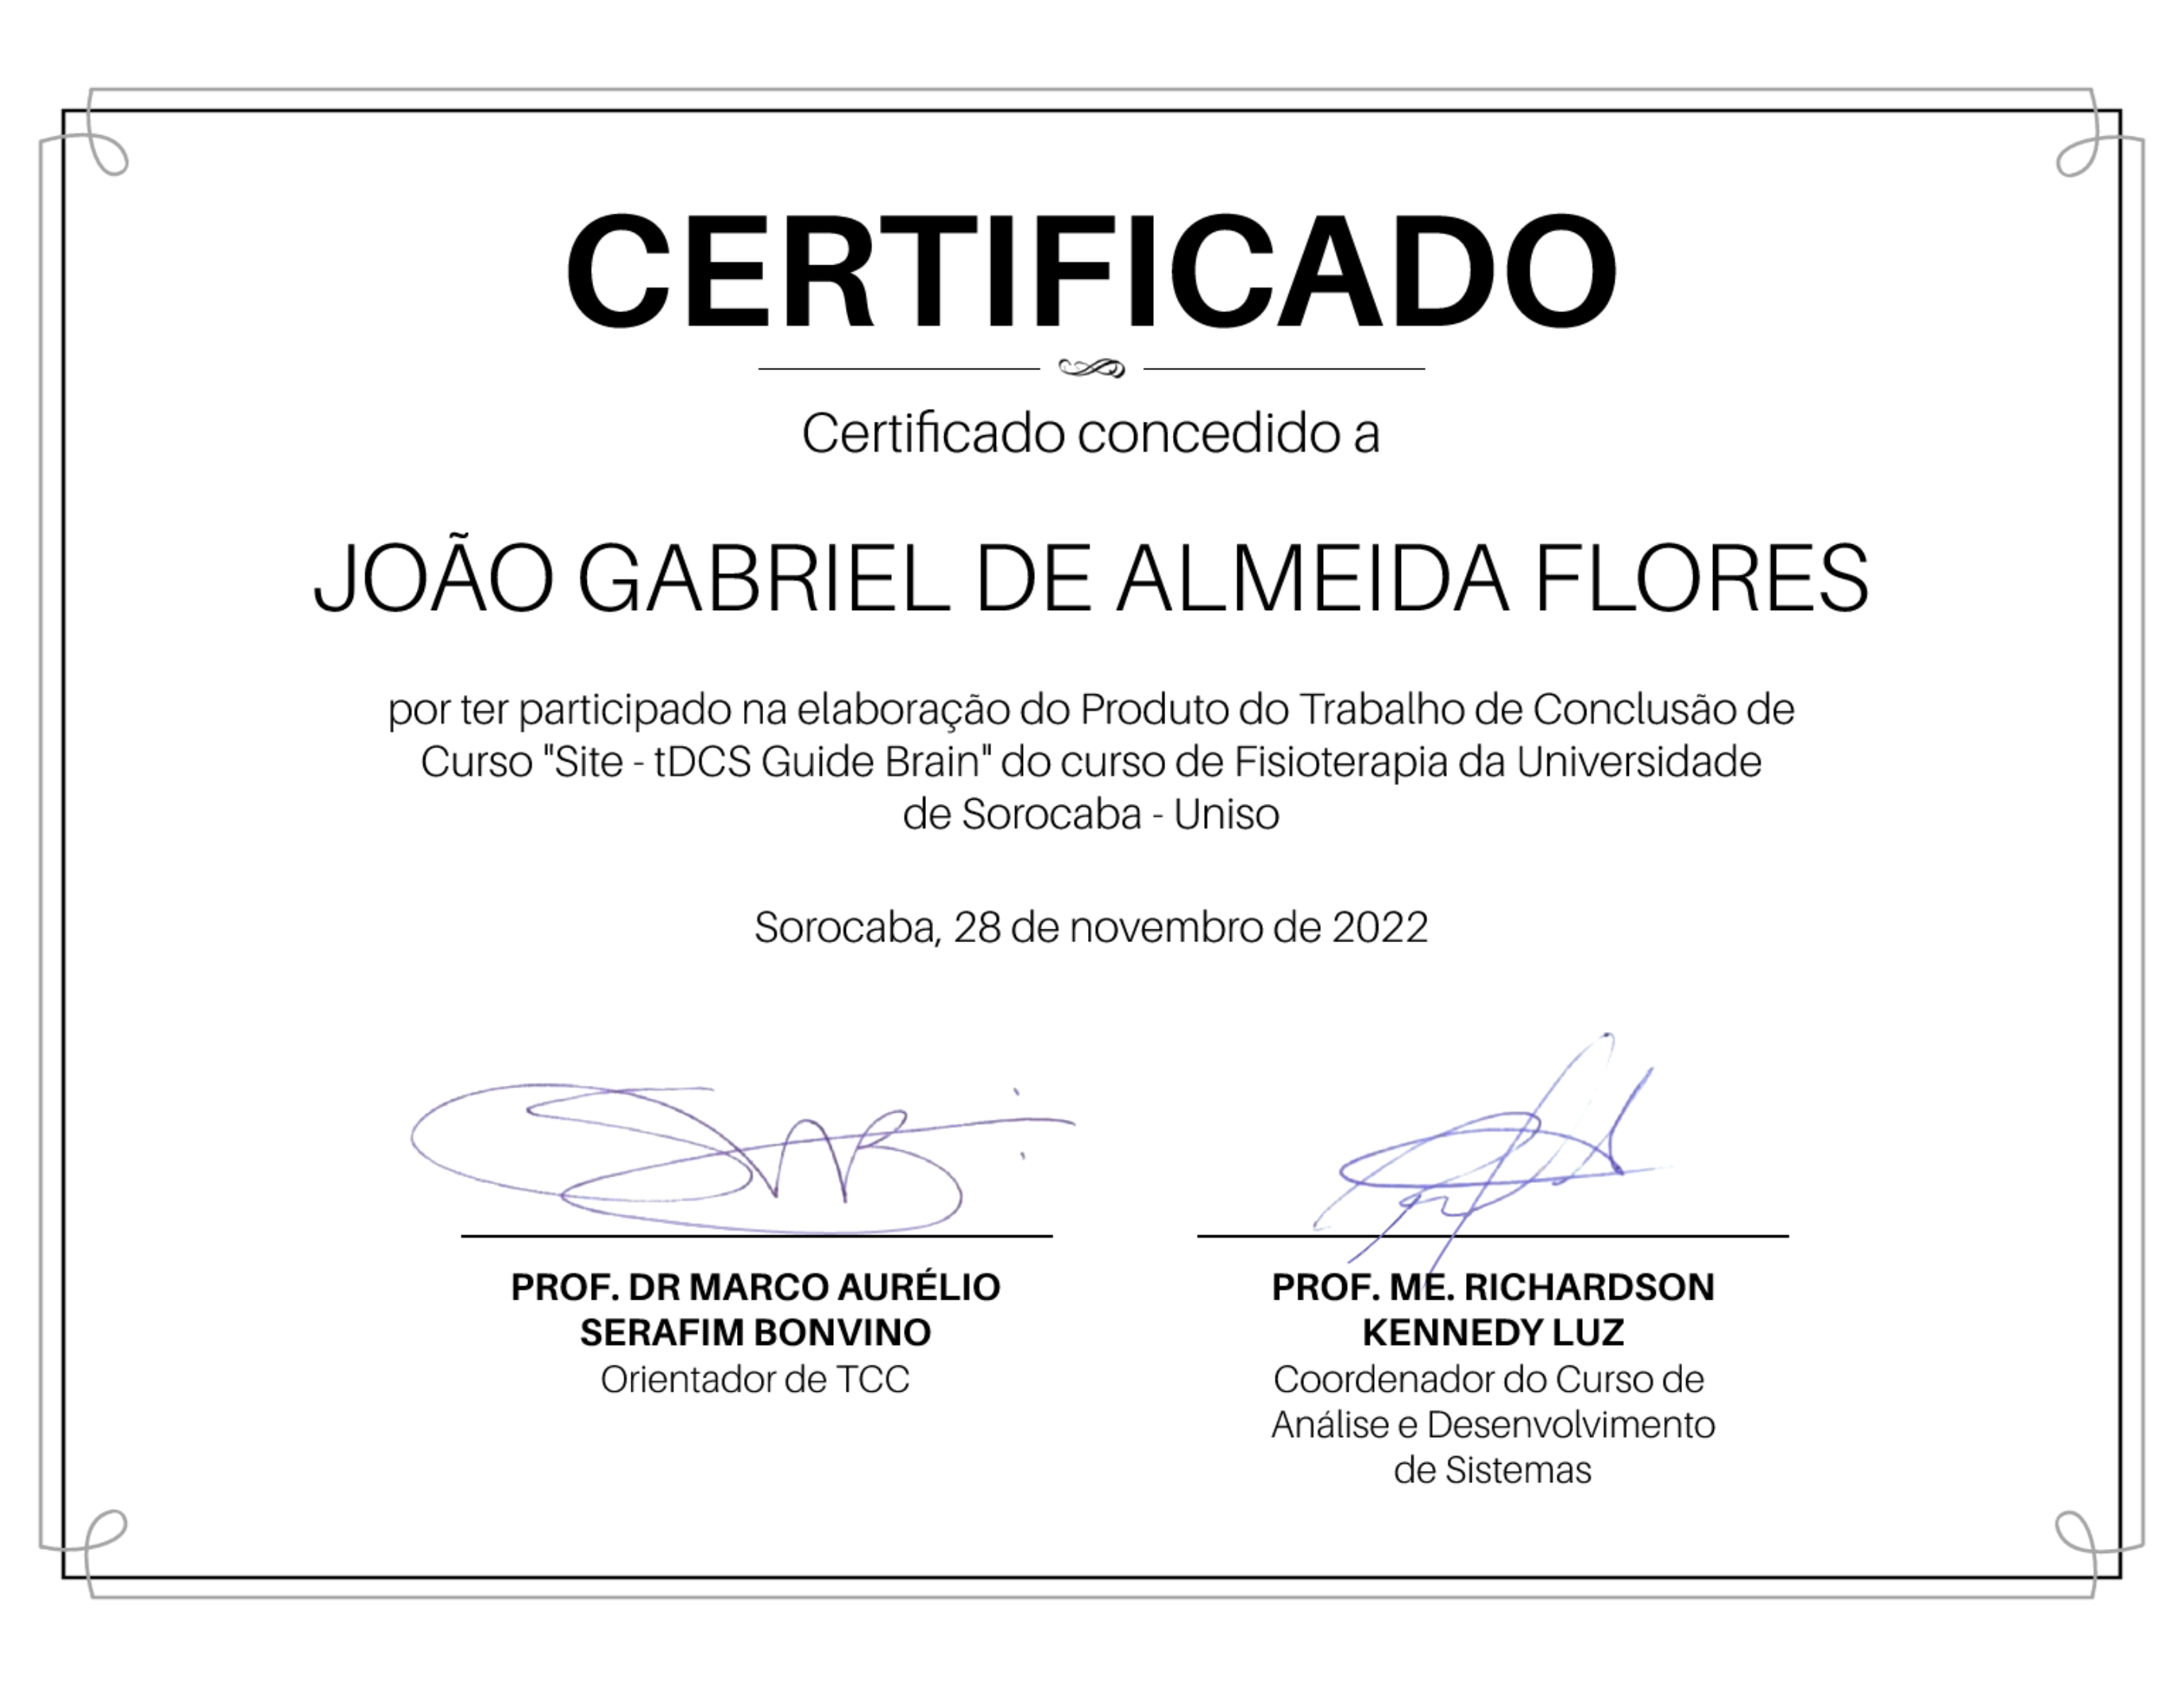 CERTIFICADO
Certificado concedido a
JOÃO GABRIEL DE ALMEIDA FLORES
por ter participado na elaboração do Produto do Trabalho de Conclusão de
Curso "Site - tDCS Guide Brain" do curso de Fisioterapia da Universidade
de Sorocaba - Uniso
Sorocaba, 28 de novembro de 2022
PROF. DR MARCO AURÉLIO
SERAFIM BONVINO
Orientador de TCC
PROF. ME. RICHARDSON
KENNEDY LUZ
Coordenador do Curso de
Análise e Desenvolvimento
de Sistemas